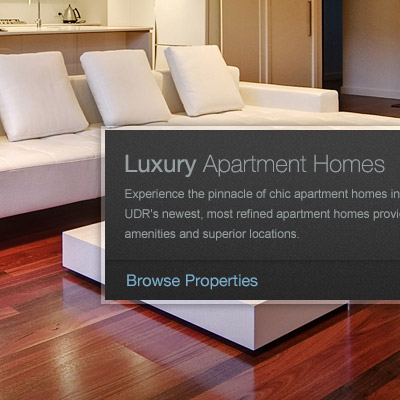 Luxury Apartment Homes
Experience the pinnacle of chic apartment homes in
UDR's newest, most refined apartment homes provi
amenities and superior locations.
Browse Properties